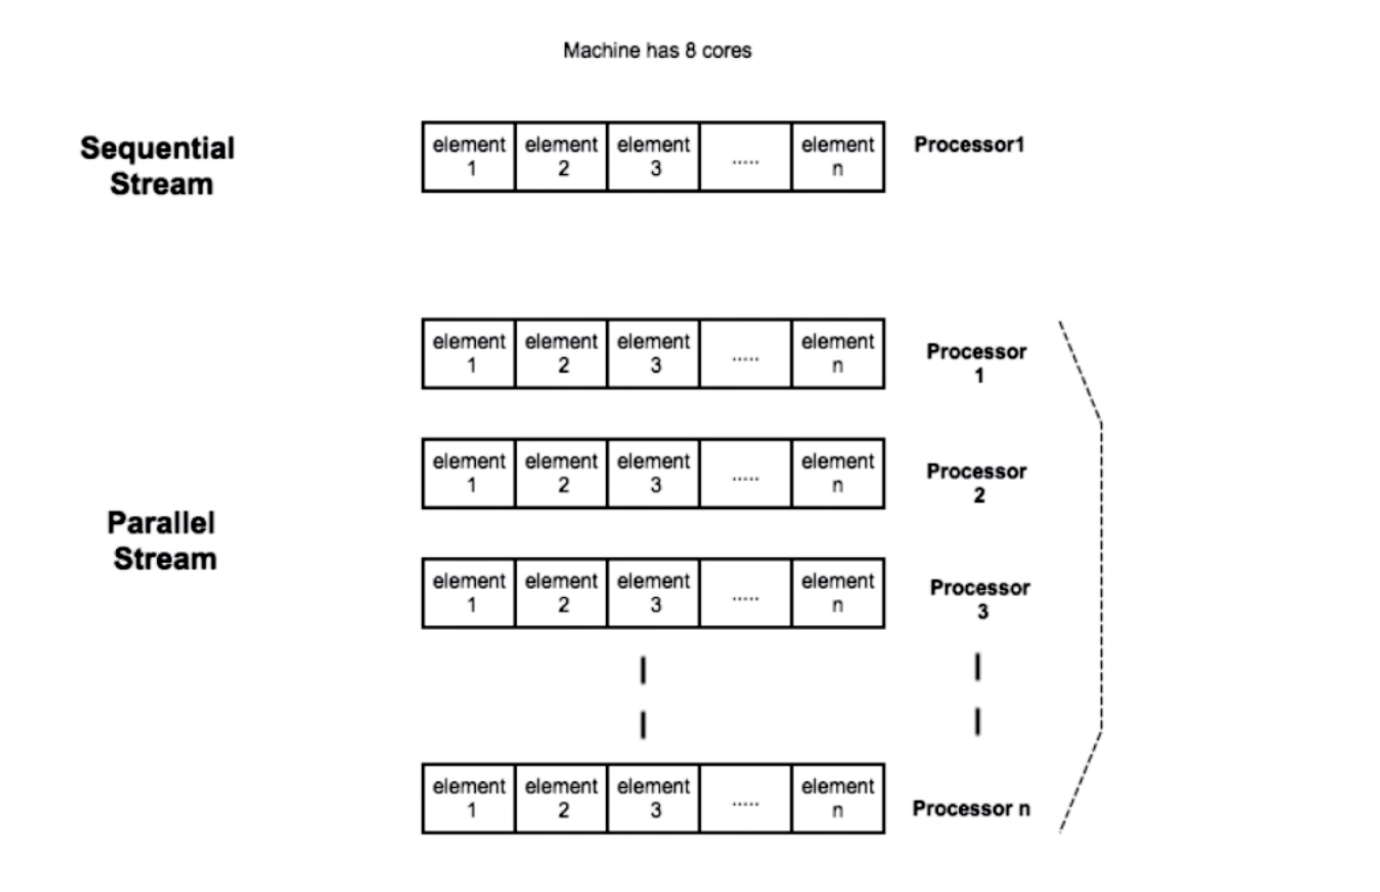 Machine has 8 cores
Sequential
Stream
element element element ..... element
1 2 3 n
Processor1
Parallel
Stream
element element element ..... element
1 2 3 n
Processor
1
element element element ..... element
1 2 3 n
Processor
2
element element element ..... element
1 2 3 n
Processor
3
element element element ..... element
1 2 3 n
Processor n